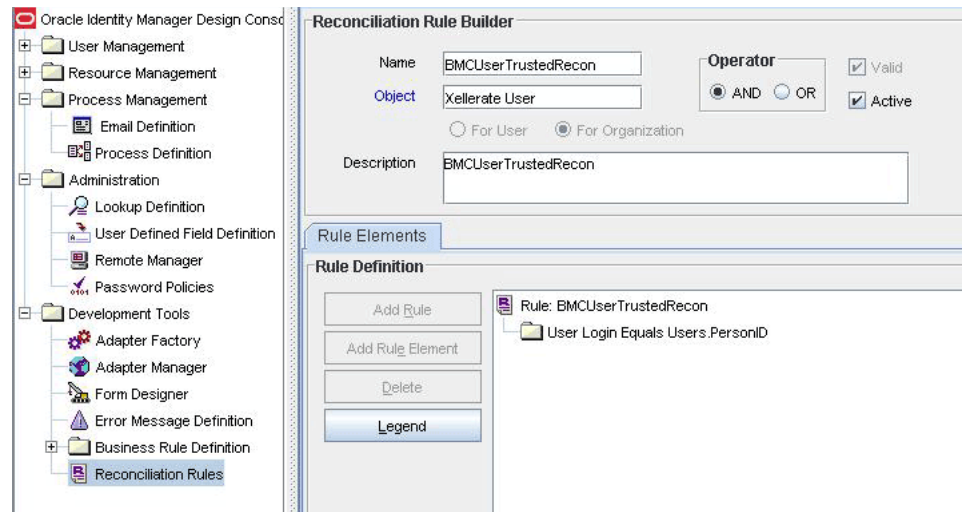 Oracle Identity Manager Design Conso
User Management
Resource Management
Process Management
Email Definition
Process Definition
Administration
Lookup Definition
User Defined Field Definition
Remote Manager
Password Policies
Development Tools
Adapter Factory
Adapter Manager
Form Designer
Error Message Definition
Business Rule Definition
Reconciliation Rules
Reconciliation Rule Builder
Name BMCUserTrustedRecon
Operator
AND OR
Valid
Object Xellerate User
Active
For User For Organization
Description BMCUserTrustedRecon
Rule Elements
Rule Definition
Add Rule
Add Rule Element
Delete
Legend
Rule: BMCUserTrustedRecon
User Login Equals Users.PersonID